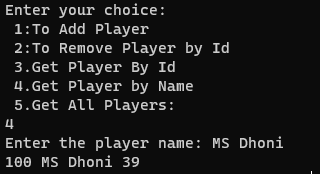 Enter your choice:
 1:To Add Player
 2:To Remove Player by Id
 3.Get Player By Id
 4.Get Player by Name
 5.Get All Players:
4
Enter the player name: MS Dhoni
100 MS Dhoni 39